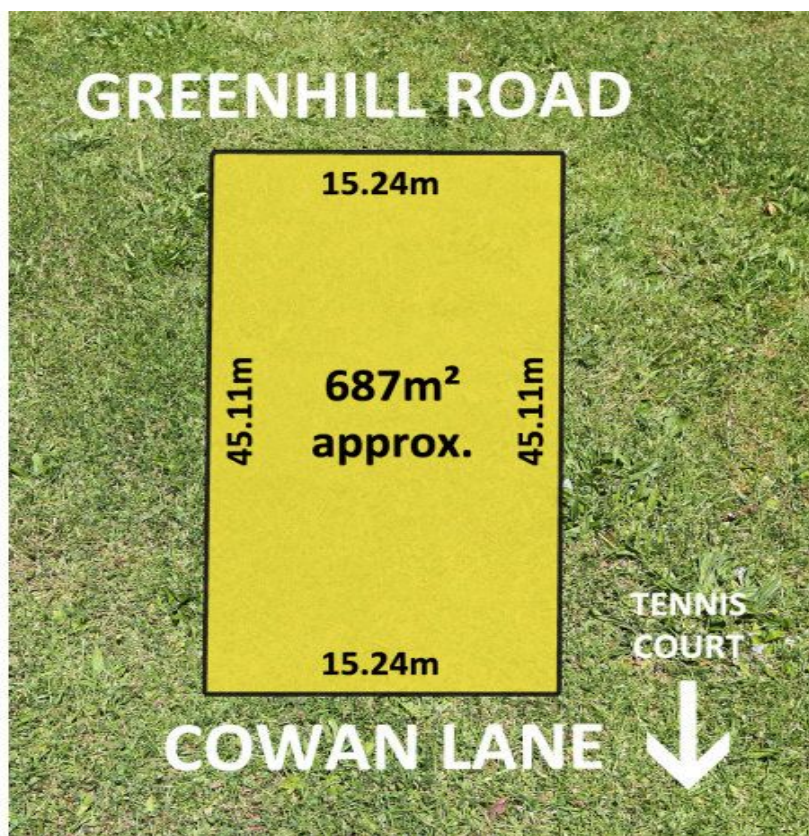 GREENHILL ROAD
15.24m
45.11m
687m²
approx.
45.11m
TENNIS
COURT
15.24m
COWAN LANE